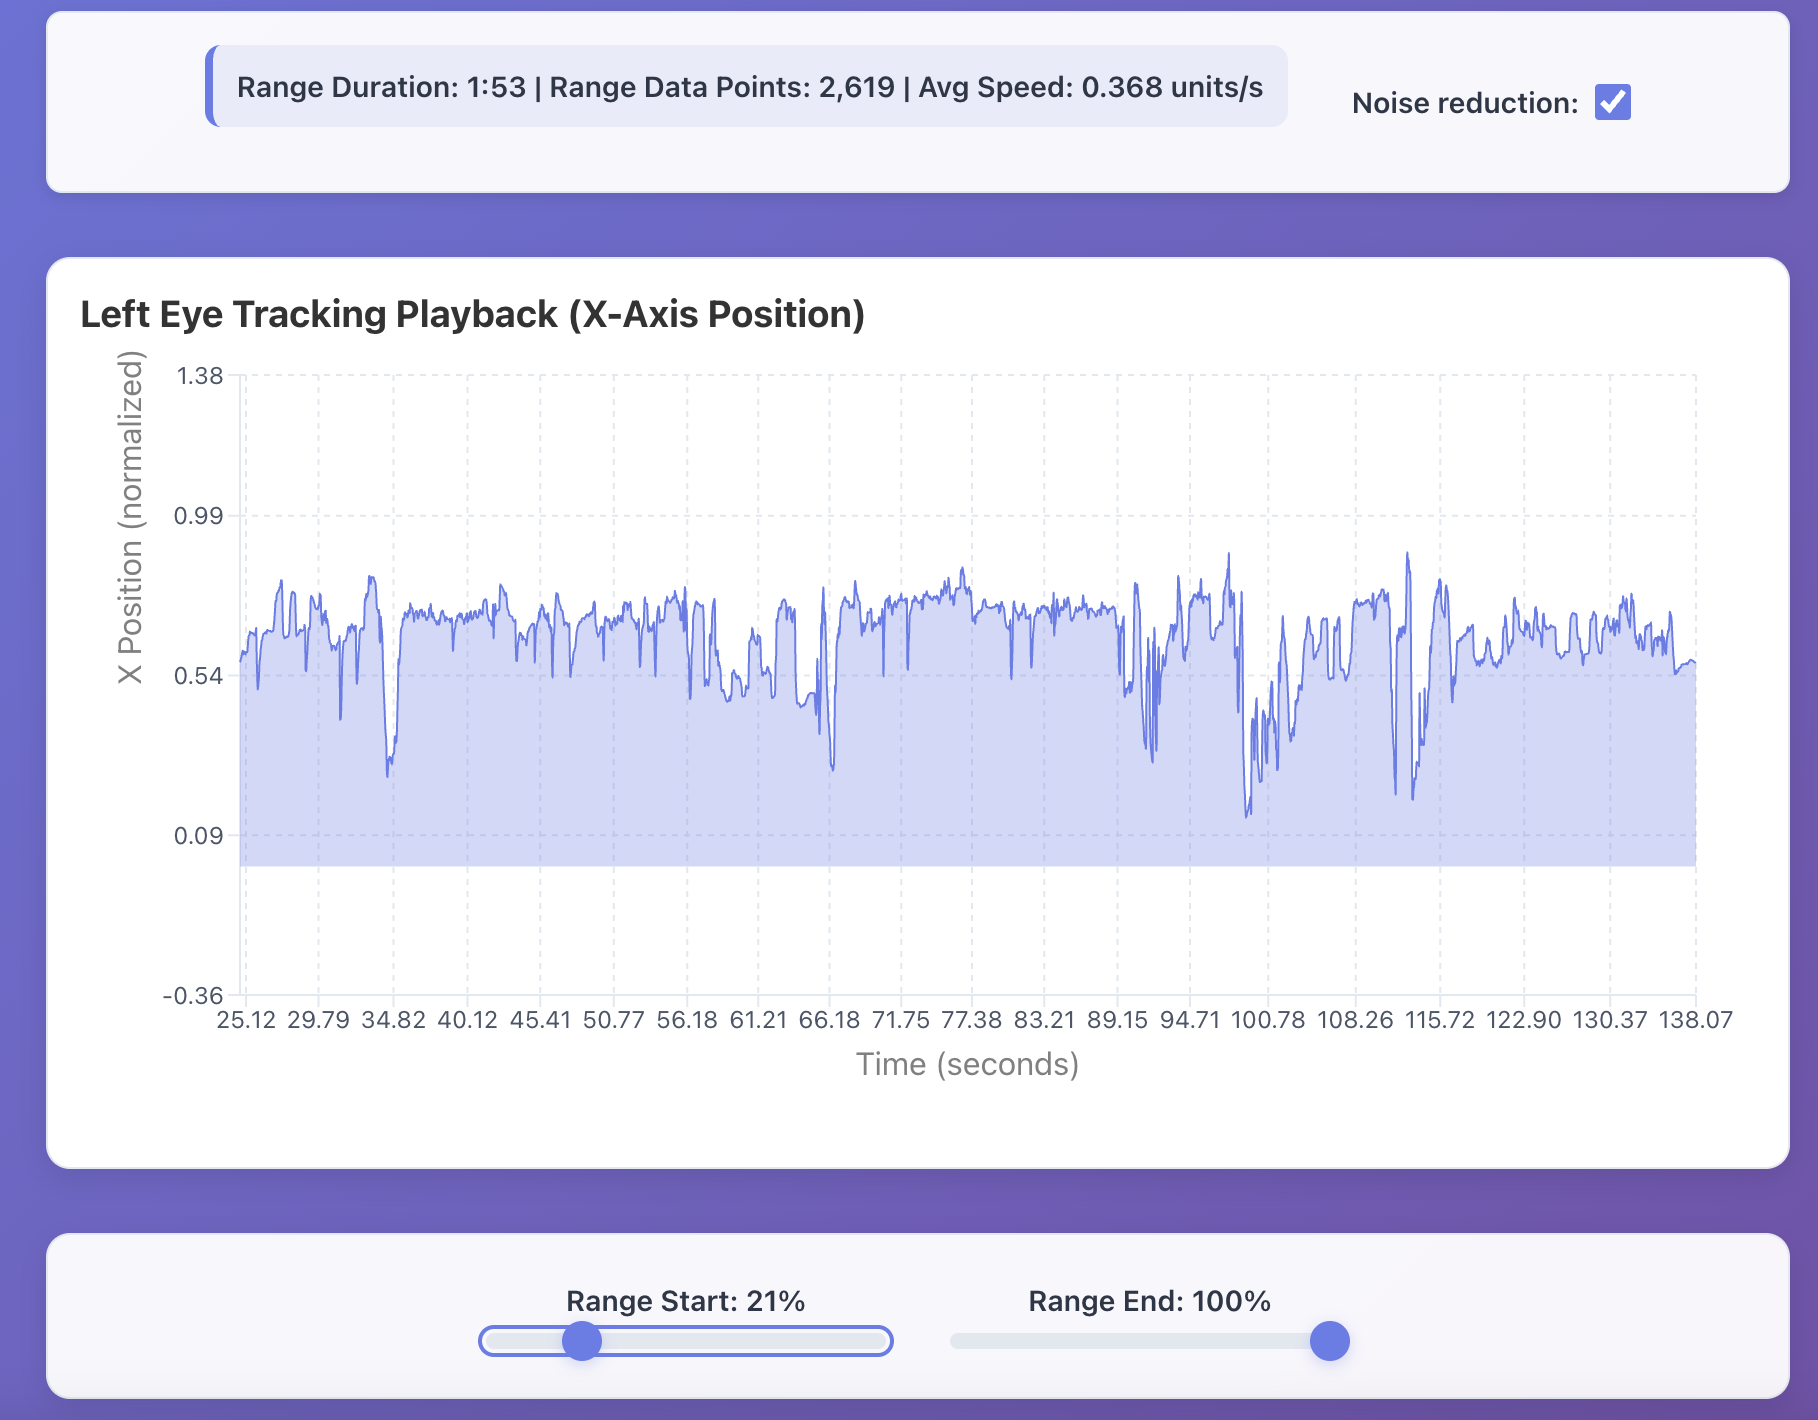 Range Duration: 1:53 | Range Data Points: 2,619 | Avg Speed: 0.368 units/s
Noise reduction:
Left Eye Tracking Playback (X-Axis Position)
X Position (normalized)
1.38
0.99
0.54
0.09
-0.36
25.12 29.79 34.82 40.12 45.41 50.77 56.18 61.21 66.18 71.75 77.38 83.21 89.15 94.71 100.78 108.26 115.72 122.90 130.37 138.07
Time (seconds)
Range Start: 21%
Range End: 100%